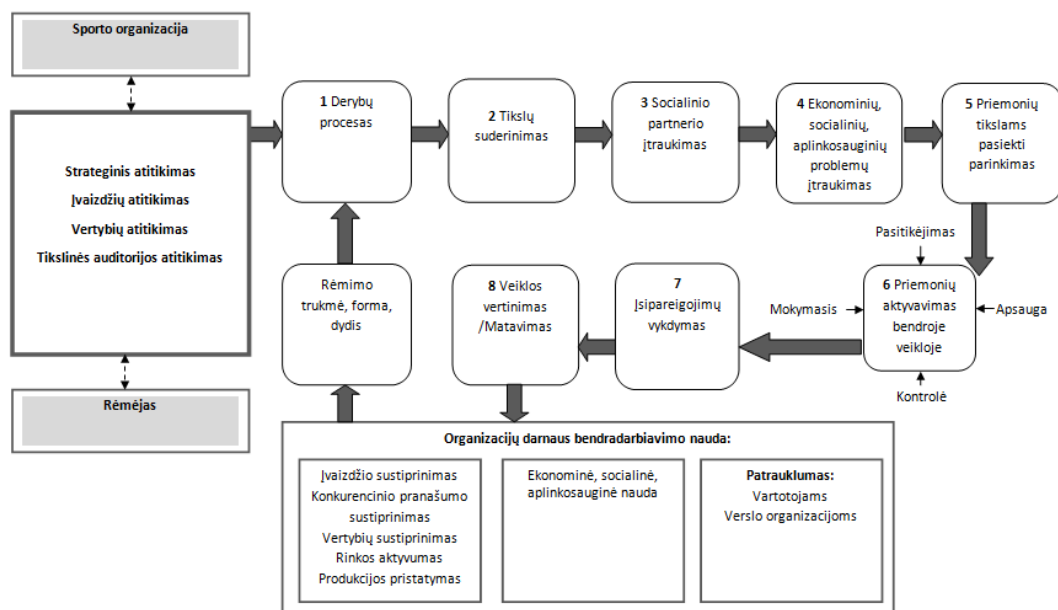 Sporto organizacija
Strateginis atitikimas
Įvaizdžių atitikimas
Vertybių atitikimas
Tikslinės auditorijos atitikimas
Rėmėjas
1 Derybų
procesas
2 Tikslų
suderinimas
3 Socialinio
partnerio
įtraukimas
4 Ekonominių,
socialinių,
aplinkosauginių
problemų
įtraukimas
5 Priemonių
tikslams
pasiekti
parinkimas
Pasitikėjimas
Mokymasis
6 Priemonių
aktyvavimas
bendroje
veikloje
Apsauga
Kontrolė
7
Įsipareigojimų
vykdymas
8 Veiklos
vertinimas
/Matavimas
Rėmimo
trukmė, forma,
dydis
Organizacijų darnaus bendradarbiavimo nauda:
Įvaizdžio sustiprinimas
Konkurencinio pranašumo
sustiprinimas
Vertybių sustiprinimas
Rinkos aktyvumas
Produkcijos pristatymas
Ekonominė, socialinė,
aplinkosauginė nauda
Patrauklumas:
Vartotojams
Verslo organizacijoms